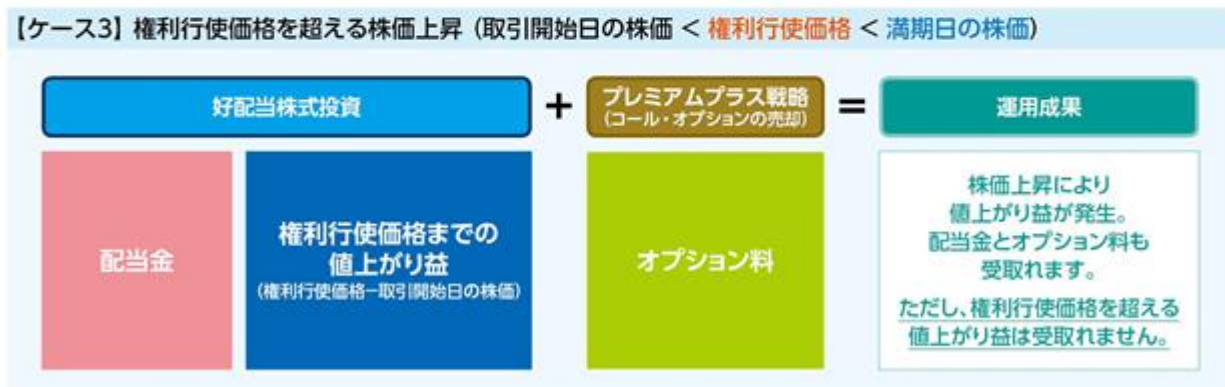 【ケース3】権利行使価格を超える株価上昇（取引開始日の株価 < 権利行使価格 < 満期日の株価）
好配当株式投資
+
プレミアムプラス戦略
（コール・オプションの売却）
=
運用成果
配当金
権利行使価格までの
値上がり益
（権利行使価格−取引開始日の株価）
オプション料
株価上昇により
値上がり益が発生。
配当金とオプション料も
受取れます。
ただし、権利行使価格を超える
値上がり益は受取れません。